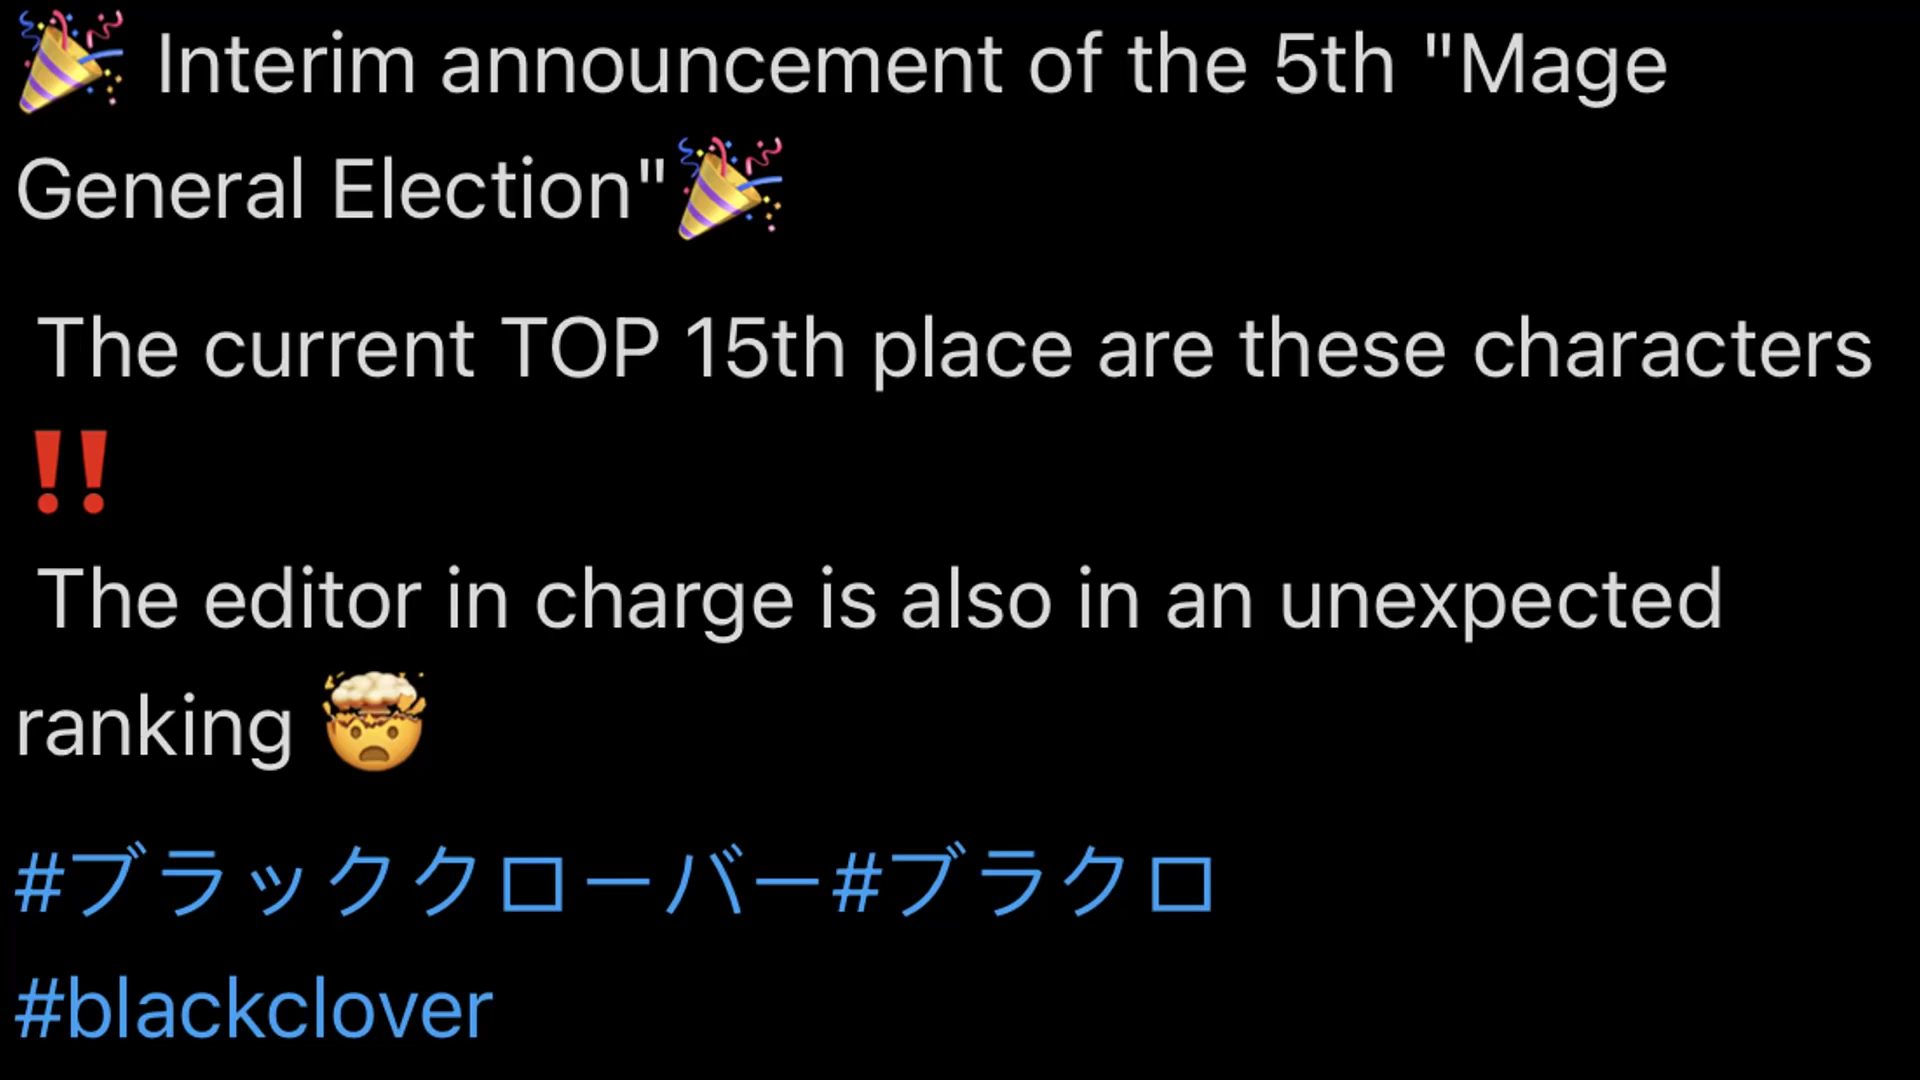 🎉 Interim announcement of the 5th "Mage
General Election"🎉
The current TOP 15th place are these characters
‼️
The editor in charge is also in an unexpected
ranking 🤯
#ブラッククローバー#ブラクロ
#blackclover